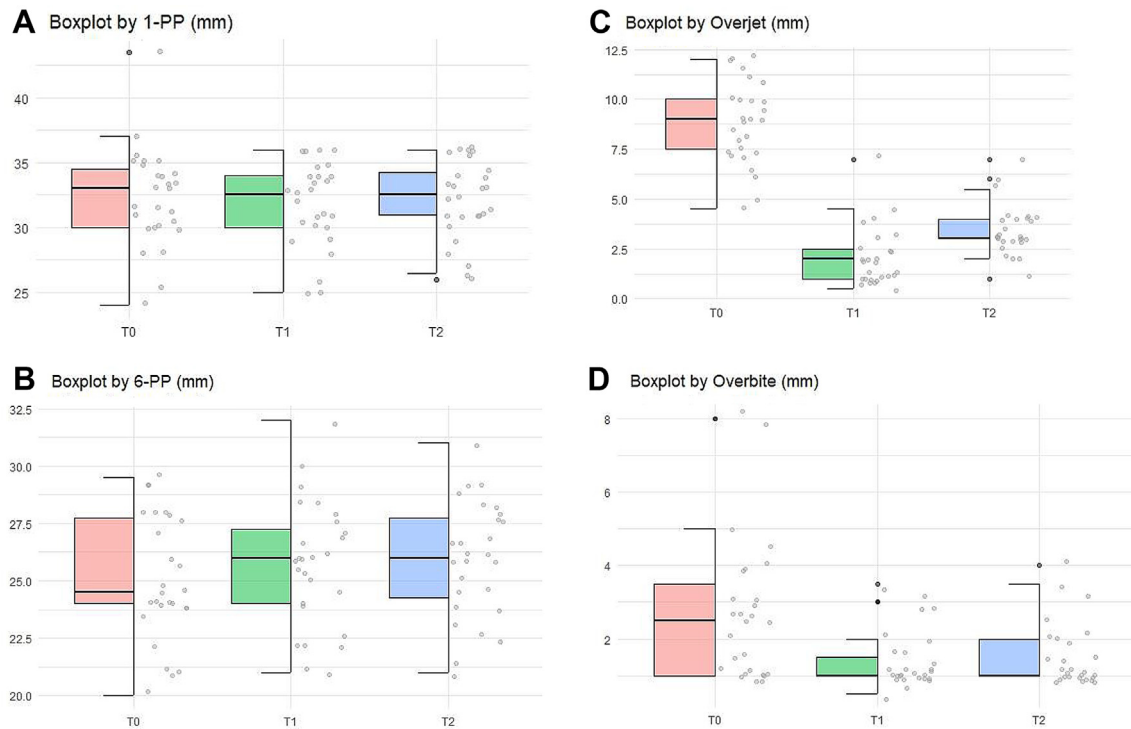 A Boxplot by 1-PP (mm)
40
35
30
25
T0 T1 T2
B Boxplot by 6-PP (mm)
32.5
30.0
27.5
25.0
22.5
20.0
T0 T1 T2
C Boxplot by Overjet (mm)
12.5
10.0
7.5
5.0
2.5
0.0
T0 T1 T2
D Boxplot by Overbite (mm)
8
6
4
2
T0 T1 T2